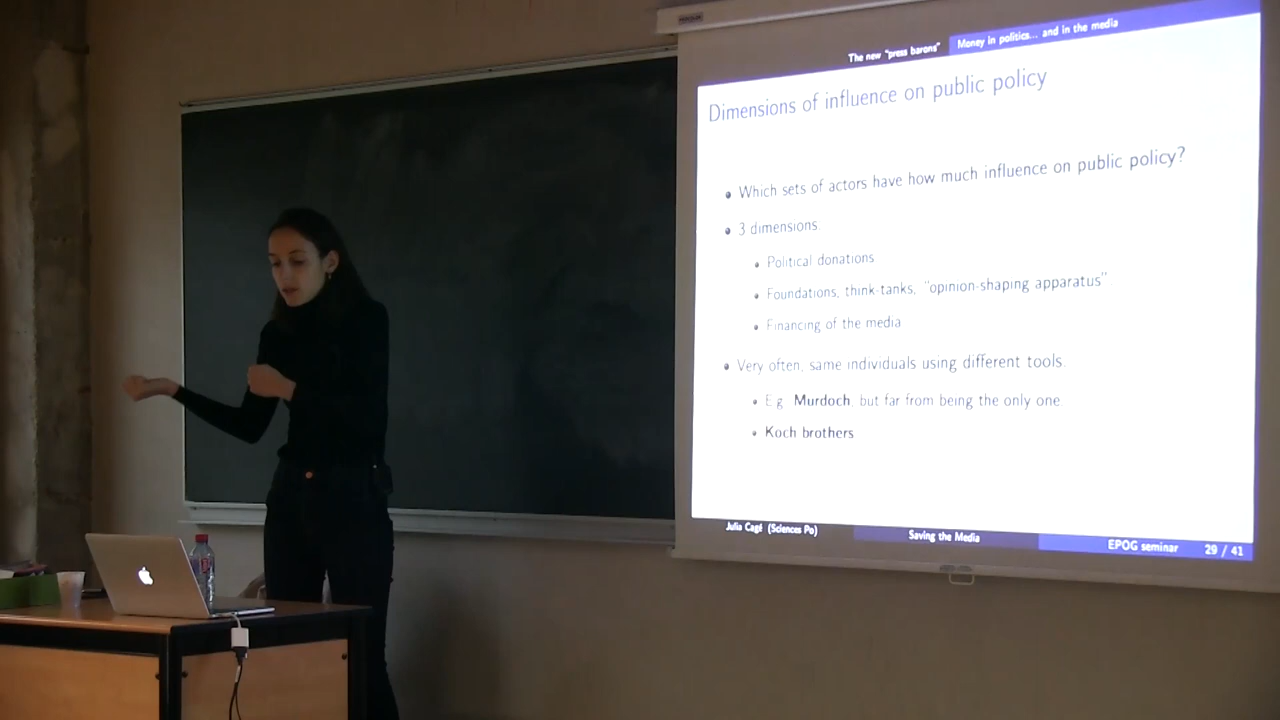 The new "press barons" Money in politics... and in the media
Dimensions of influence on public policy
Which sets of actors have how much influence on public policy?
3 dimensions.
Political donations
Foundations, think-tanks, "opinion-shaping apparatus".
Financing of the media
Very often, same individuals using different tools.
E.g. Murdoch, but far from being the only one.
Koch brothers
Julia Cagé (Sciences Po) Saving the Media EPOG seminar 29 / 41